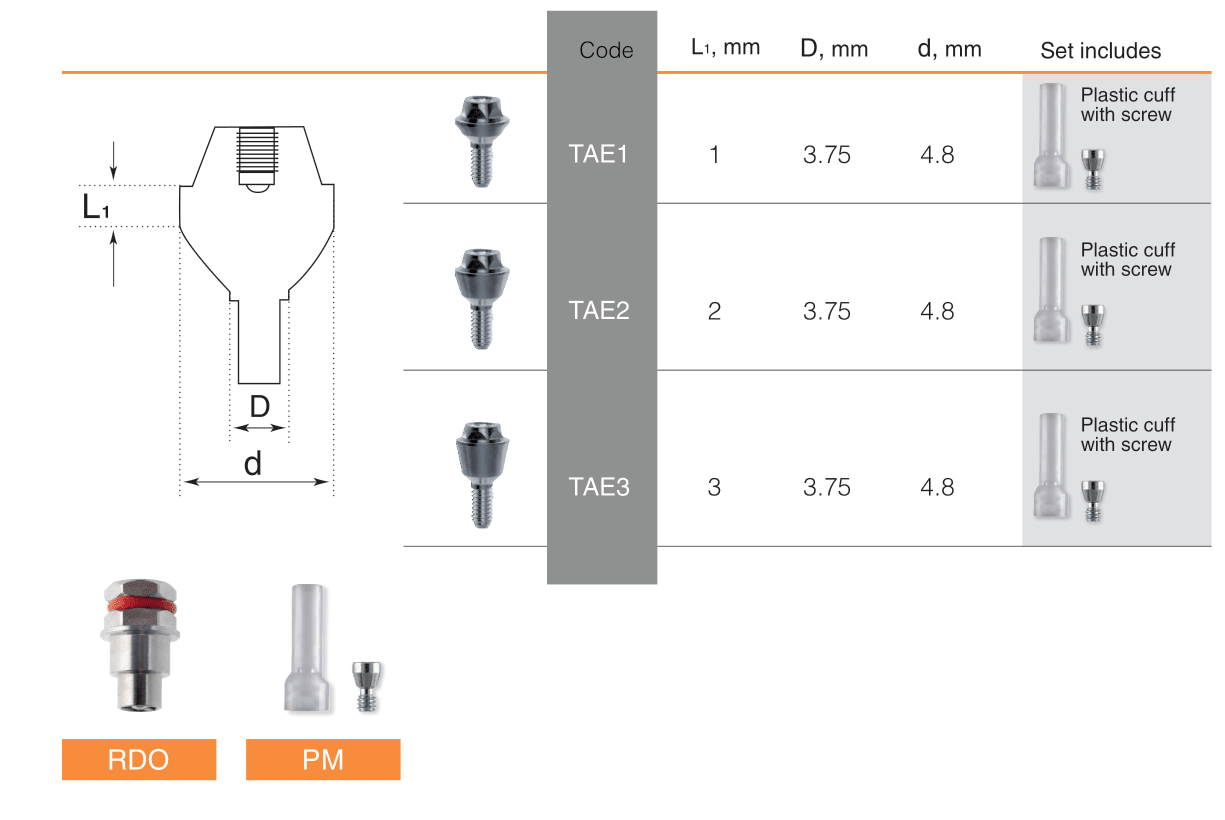 Code L1, mm D, mm d, mm Set includes
Plastic cuff
with screw
TAE1 1 3.75 4.8
L1
Plastic cuff
with screw
TAE2 2 3.75 4.8
D
Plastic cuff
with screw
d
TAE3 3 3.75 4.8
RDO PM